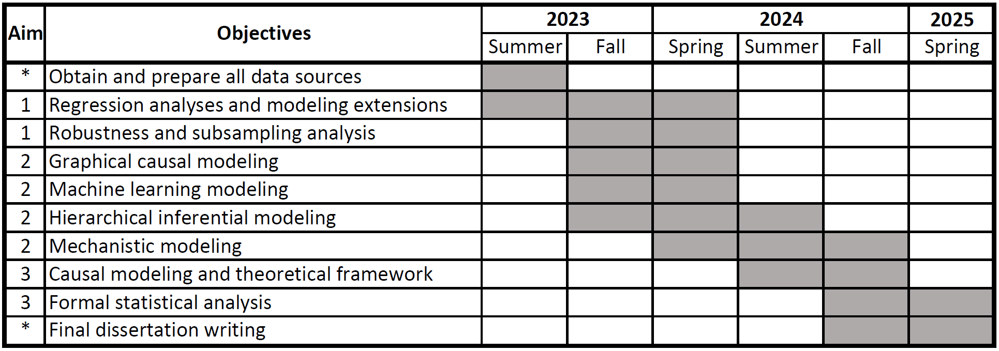 Aim Objectives 2023 2024 2025
Summer Fall Spring Summer Fall Spring
* Obtain and prepare all data sources
1 Regression analyses and modeling extensions
1 Robustness and subsampling analysis
2 Graphical causal modeling
2 Machine learning modeling
2 Hierarchical inferential modeling
2 Mechanistic modeling
3 Causal modeling and theoretical framework
3 Formal statistical analysis
* Final dissertation writing